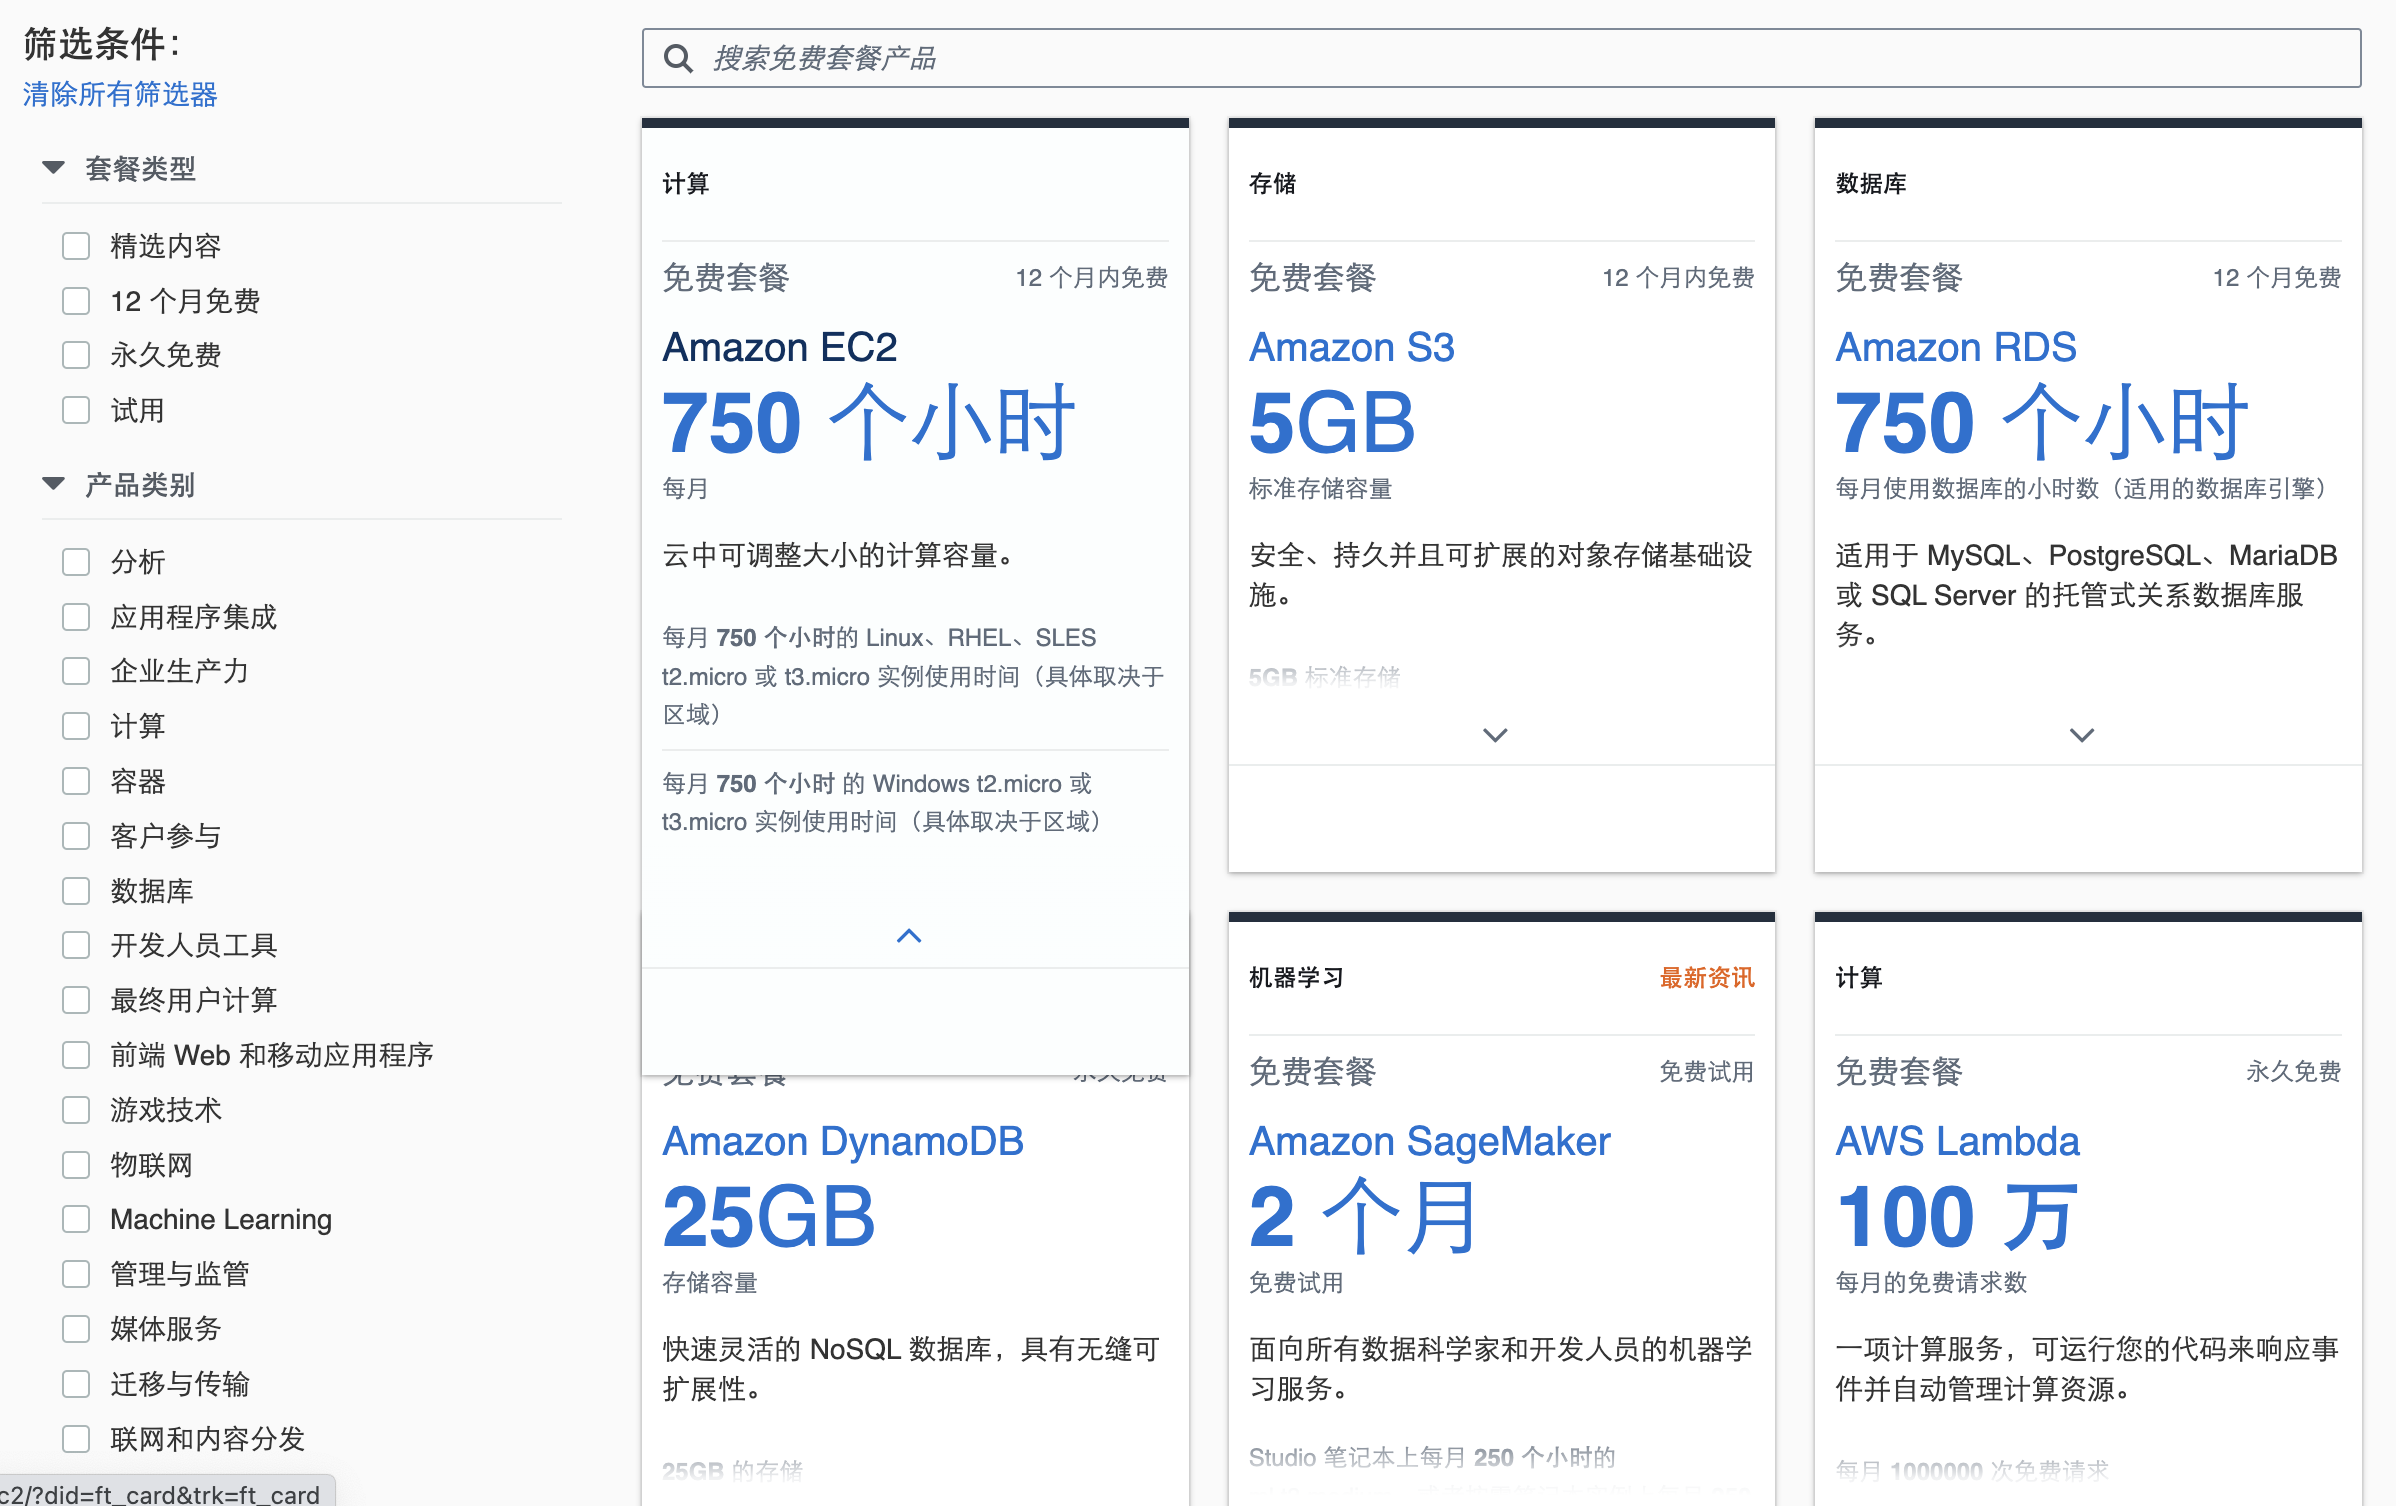 筛选条件：
清除所有筛选器
套餐类型
精选内容
12 个月免费
永久免费
试用
产品类别
分析
应用程序集成
企业生产力
计算
容器
客户参与
数据库
开发人员工具
最终用户计算
前端 Web 和移动应用程序
游戏技术
物联网
Machine Learning
管理与监管
媒体服务
迁移与传输
联网和内容分发
c2/?did=ft_card&trk=ft_card
搜索免费套餐产品
计算
免费套餐 12 个月内免费
Amazon EC2
750 个小时
每月
云中可调整大小的计算容量。
每月 750 个小时的 Linux、RHEL、SLES
t2.micro 或 t3.micro 实例使用时间（具体取决于
区域）
每月 750 个小时 的 Windows t2.micro 或
t3.micro 实例使用时间（具体取决于区域）
存储
免费套餐 12 个月内免费
Amazon S3
5GB
标准存储容量
安全、持久并且可扩展的对象存储基础设
施。
5GB 标准存储
数据库
免费套餐 12 个月免费
Amazon RDS
750 个小时
每月使用数据库的小时数（适用的数据库引擎）
适用于 MySQL、PostgreSQL、MariaDB
或 SQL Server 的托管式关系数据库服
务。
免费套餐 永久免费
Amazon DynamoDB
25GB
存储容量
快速灵活的 NoSQL 数据库，具有无缝可
扩展性。
25GB 的存储
机器学习 最新资讯
免费套餐 免费试用
Amazon SageMaker
2 个月
免费试用
面向所有数据科学家和开发人员的机器学
习服务。
Studio 笔记本上每月 250 个小时的
计算
免费套餐 永久免费
AWS Lambda
100 万
每月的免费请求数
一项计算服务，可运行您的代码来响应事
件并自动管理计算资源。
每月 1000000 次免费请求